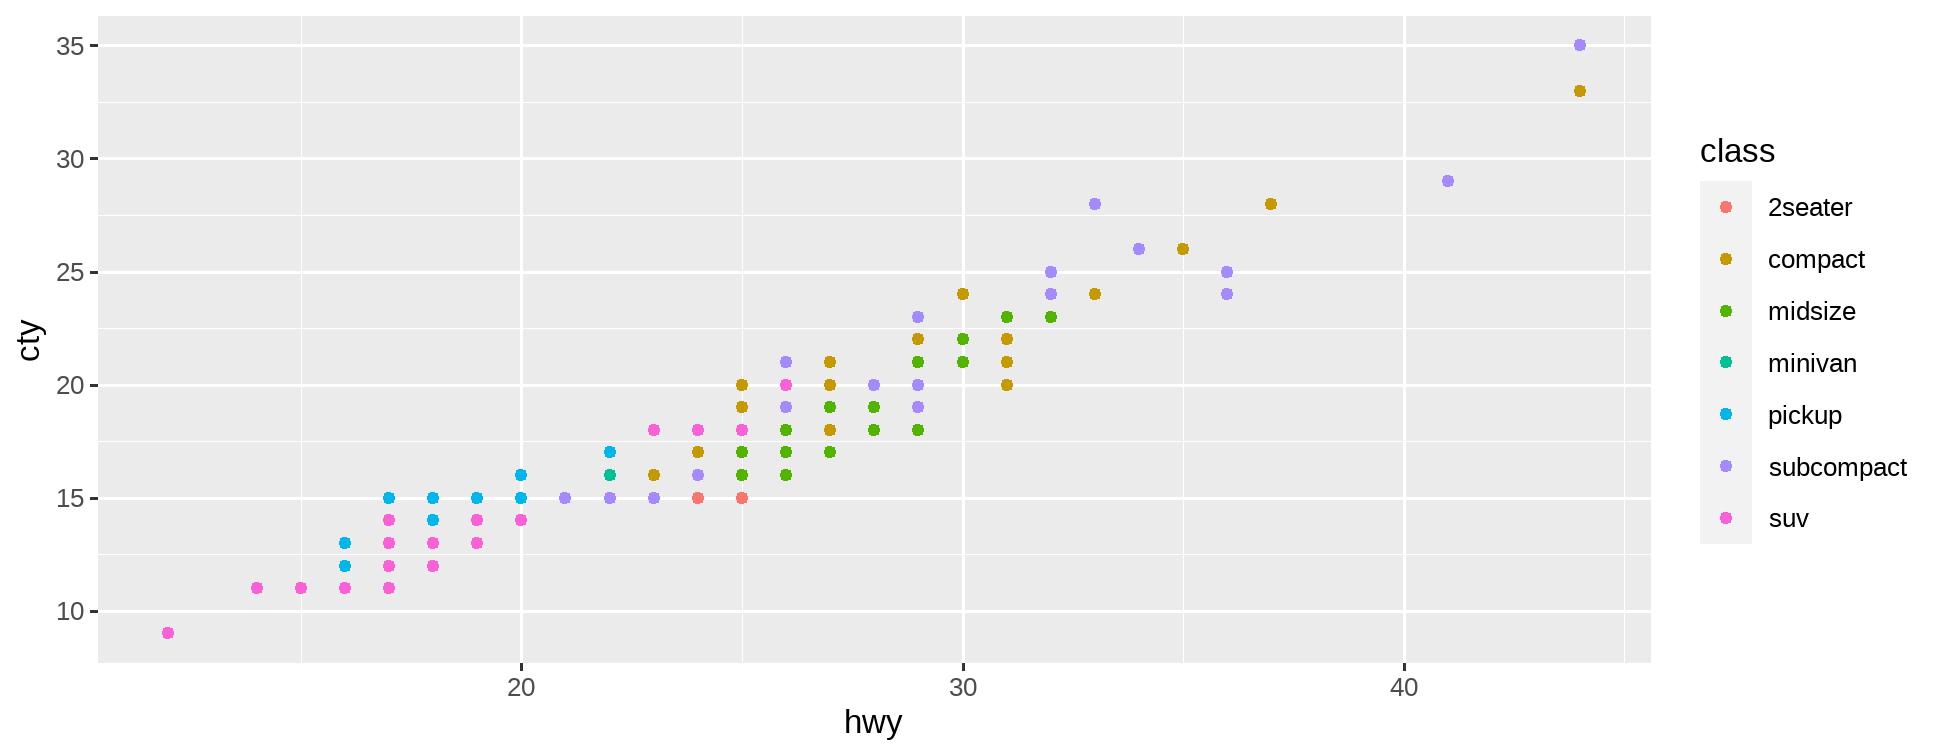 35
30
25
20
15
10
cty
20
30
40
hwy
class
2seater
compact
midsize
minivan
pickup
subcompact
suv